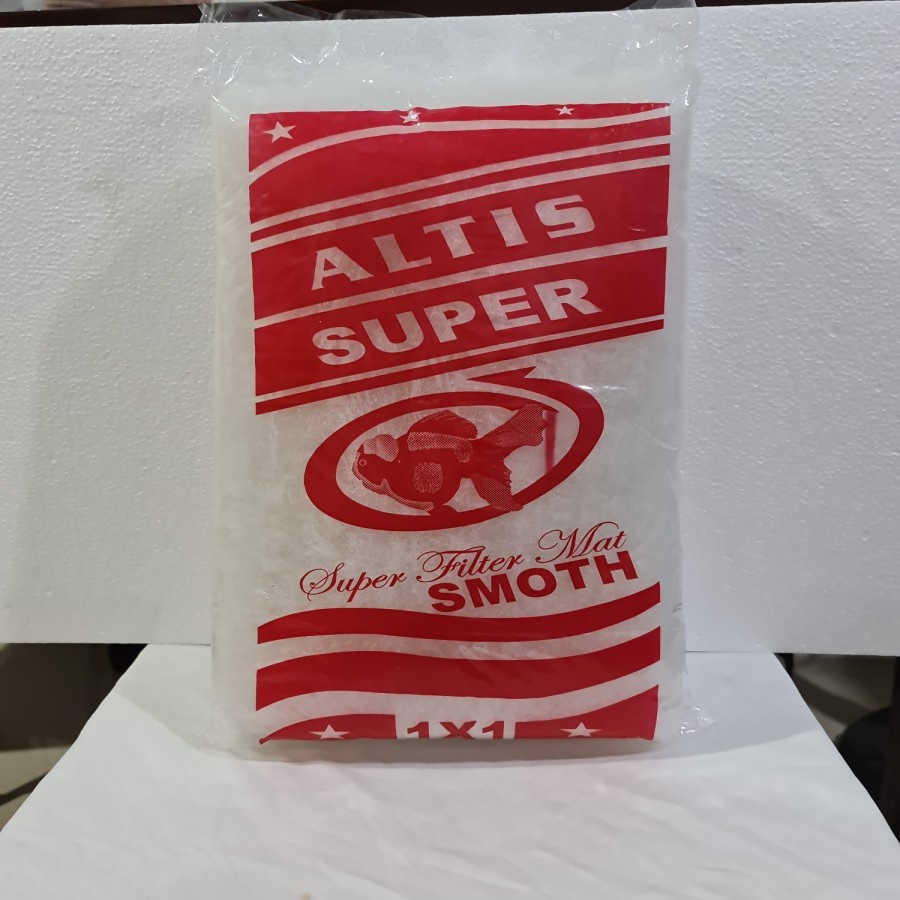 ALTIS
SUPER
Super Filter Mat
SMOTH
1X1